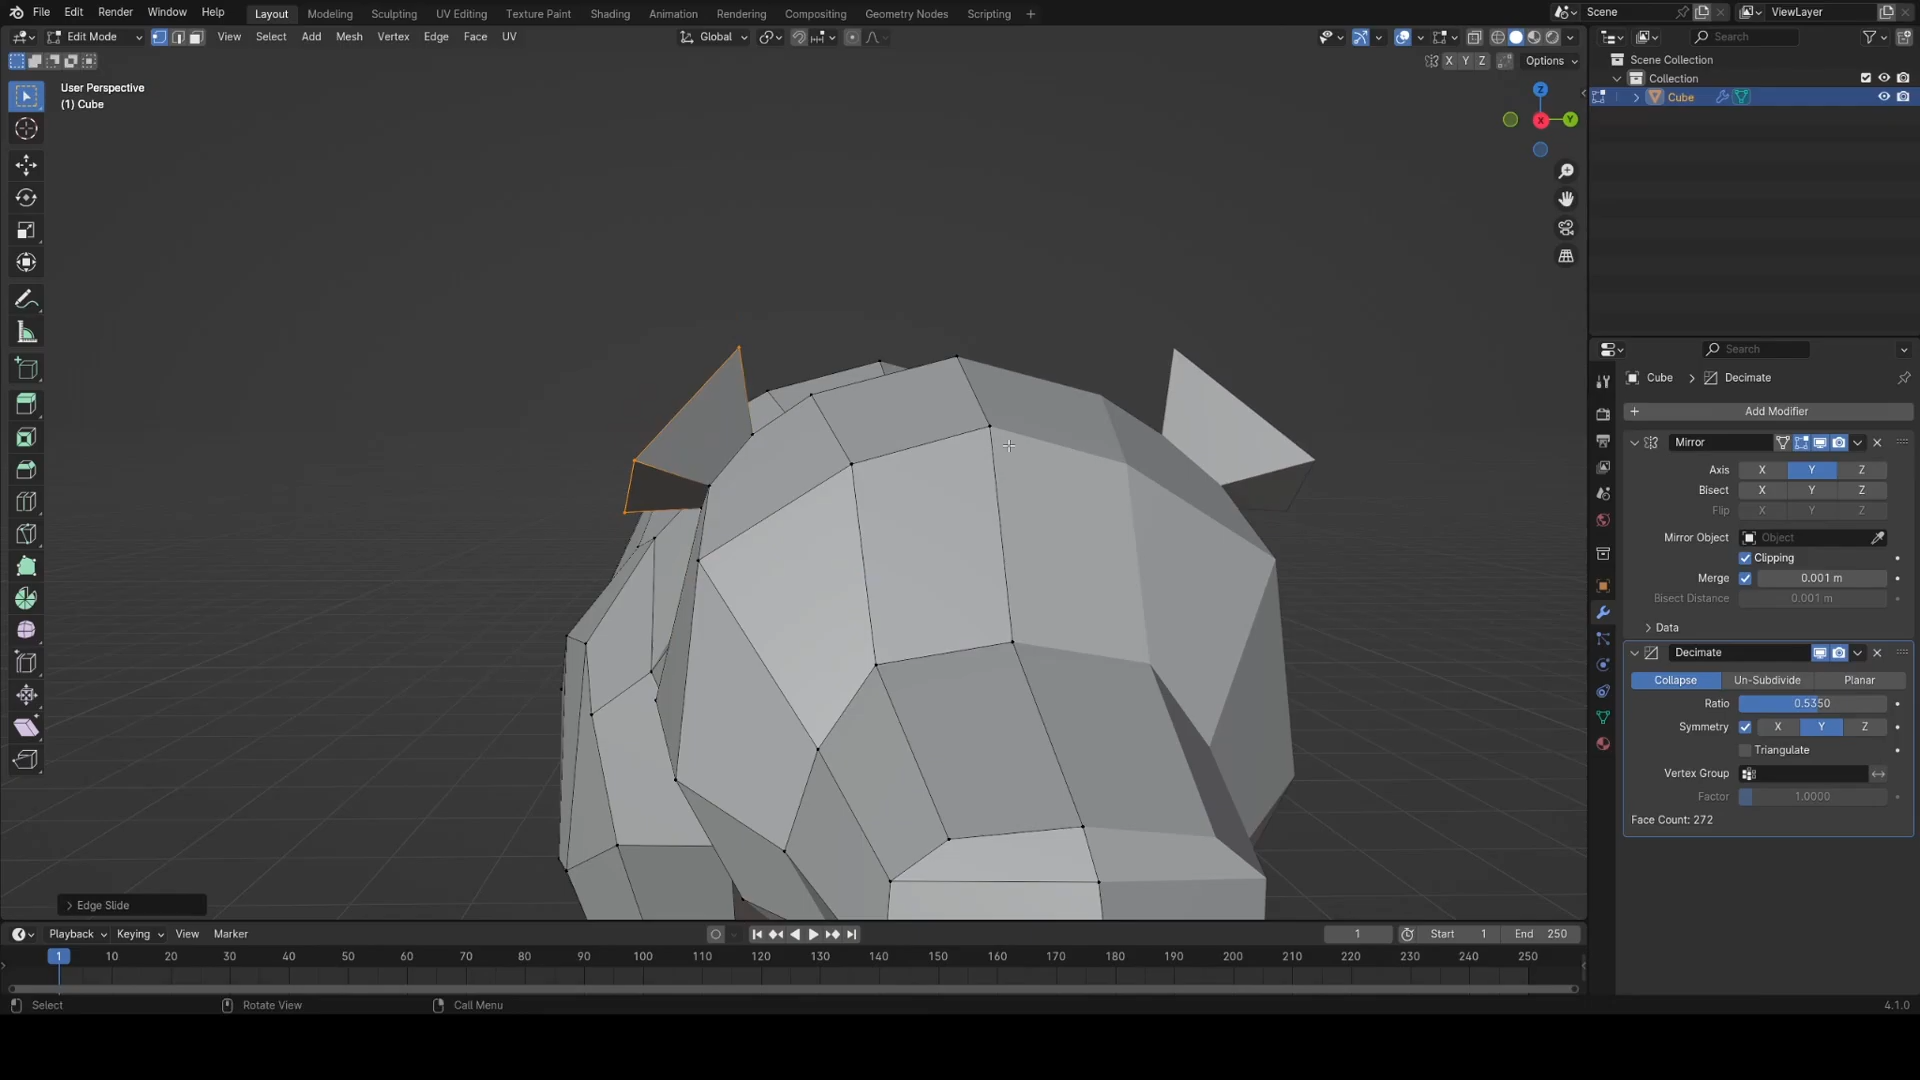 File Edit Render Window Help Layout Modeling Sculpting UV Editing Texture Paint Shading Animation Rendering Compositing Geometry Nodes Scripting + Scene ViewLayer
Edit Mode View Select Add Mesh Vertex Edge Face UV Global Search
X Y Z Options
Scene Collection
Collection
Cube
User Perspective
(1) Cube
Z
X
Y
Search
Cube > Decimate
+ Add Modifier
Mirror
Axis X Y Z
Bisect X Y Z
Flip X Y Z
Mirror Object Object
Clipping
Merge 0.001 m
Bisect Distance 0.001 m
> Data
Decimate
Collapse Un-Subdivide Planar
Ratio 0.5350
Symmetry X Y Z
Triangulate
Vertex Group
Factor 1.0000
Face Count: 272
> Edge Slide
Playback Keying View Marker 1 Start 1 End 250
1 10 20 30 40 50 60 70 80 90 100 110 120 130 140 150 160 170 180 190 200 210 220 230 240 250
Select Rotate View Call Menu 4.1.0